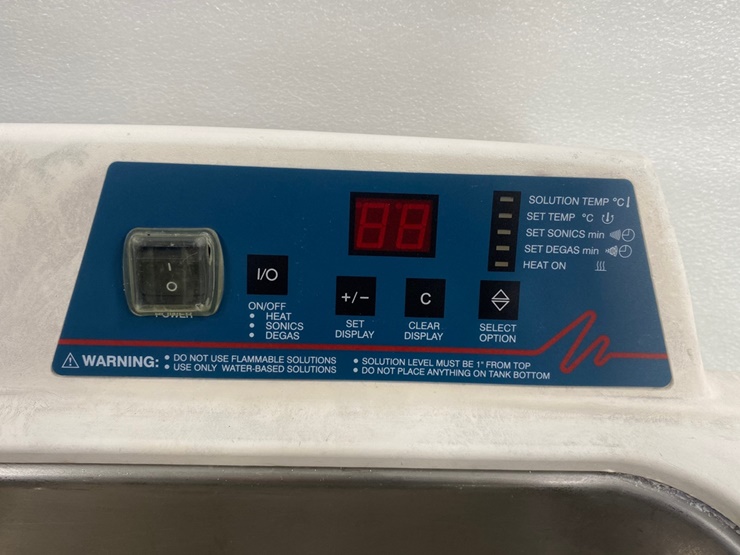 SOLUTION TEMP °C
SET TEMP °C
SET SONICS min
SET DEGAS min
HEAT ON
I
O
POWER
I/O
ON/OFF
• HEAT
• SONICS
• DEGAS
+/−
SET
DISPLAY
C
CLEAR
DISPLAY
SELECT
OPTION
WARNING:
• DO NOT USE FLAMMABLE SOLUTIONS
• USE ONLY WATER-BASED SOLUTIONS
• SOLUTION LEVEL MUST BE 1" FROM TOP
• DO NOT PLACE ANYTHING ON TANK BOTTOM